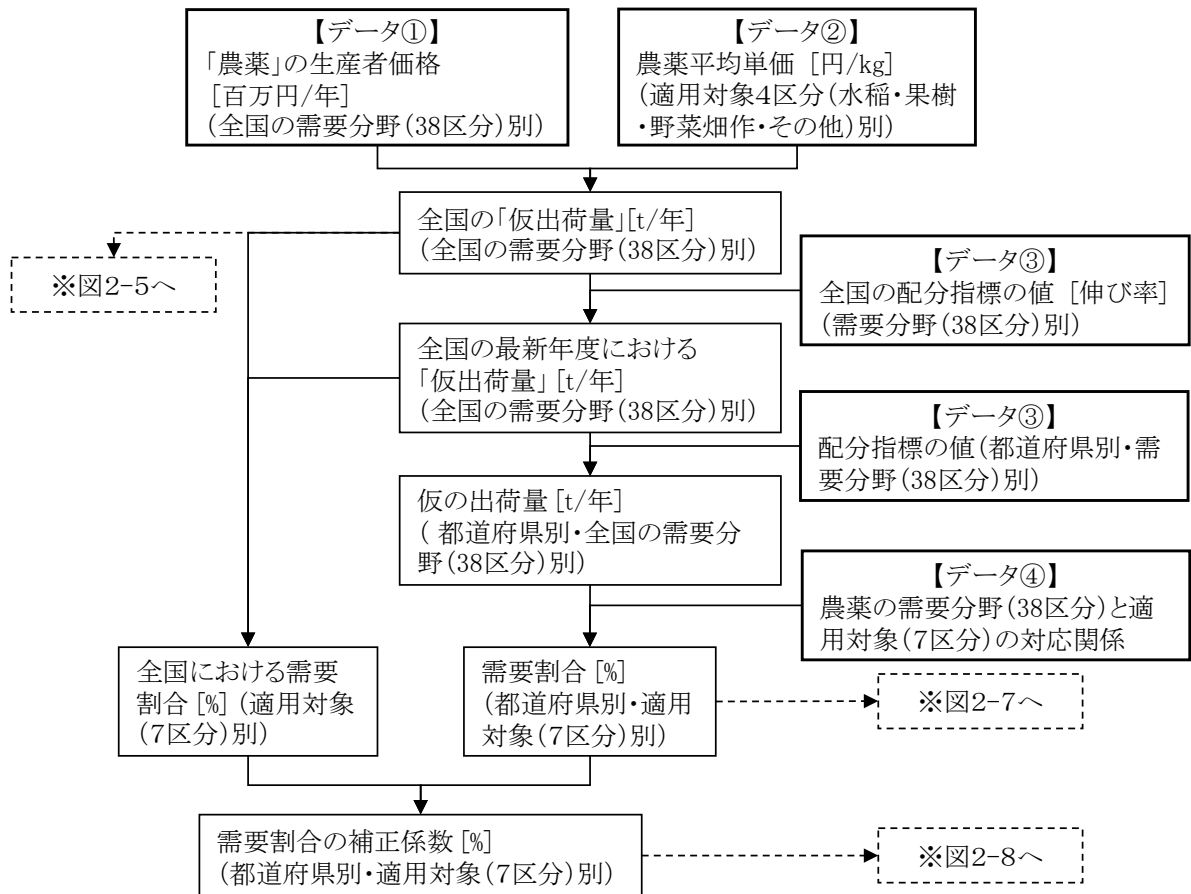 【データ①】
「農薬」の生産者価格
[百万円/年]
(全国の需要分野(38区分)別)
【データ②】
農薬平均単価 [円/kg]
(適用対象4区分(水稲・果樹
・野菜畑作・その他)別)
全国の「仮出荷量」[t/年]
(全国の需要分野(38区分)別)
※図2-5へ
【データ③】
全国の配分指標の値 [伸び率]
(需要分野(38区分)別)
全国の最新年度における
「仮出荷量」[t/年]
(全国の需要分野(38区分)別)
【データ③】
配分指標の値(都道府県別・需
要分野(38区分)別)
仮の出荷量 [t/年]
( 都道府県別・全国の需要分
野(38区分)別)
【データ④】
農薬の需要分野(38区分)と適
用対象(7区分)の対応関係
全国における需要
割合 [%] (適用対象
(7区分)別)
需要割合 [%]
(都道府県別・適用
対象(7区分)別)
※図2-7へ
需要割合の補正係数 [%]
(都道府県別・適用対象(7区分)別)
※図2-8へ